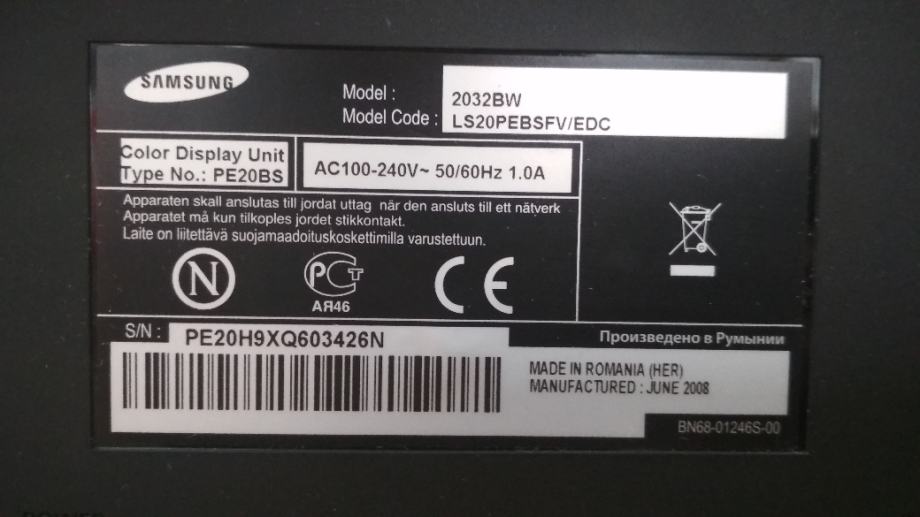 SAMSUNG
Model : 2032BW
Model Code : LS20PEBSFV/EDC
Color Display Unit
Type No.: PE20BS
AC100-240V~ 50/60Hz 1.0A
Apparaten skall anslutas till jordat uttag när den ansluts till ett nätverk
Apparatet må kun tilkoples jordet stikkontakt.
Laite on liitettävä suojamaadoituskoskettimilla varustettuun.
N
РСТ
АЯ46
CE
S/N : PE20H9XQ603426N
Произведено в Румынии
MADE IN ROMANIA (HER)
MANUFACTURED : JUNE 2008
BN68-01246S-00